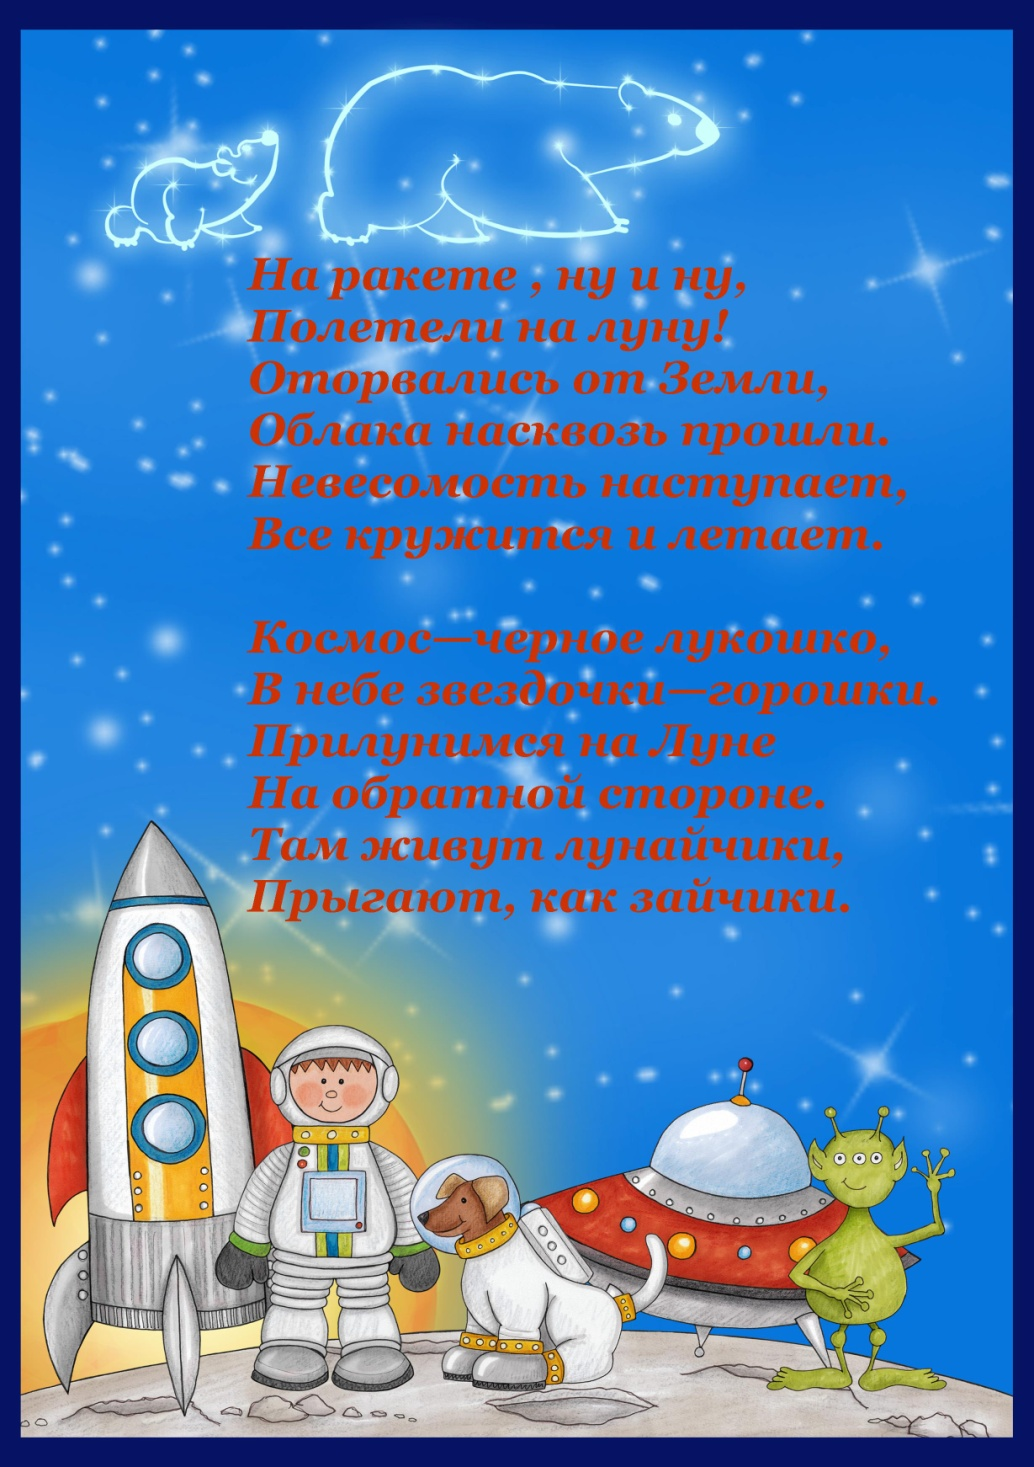 На ракете , ну и ну,
Полетели на луну!
Оторвались от Земли,
Облака насквозь прошли.
Невесомость наступает,
Все кружится и летает.
Космос—черное лукошко,
В небе звездочки—горошки.
Прилунимся на Луне
На обратной стороне.
Там живут лунайчики,
Прыгают, как зайчики.